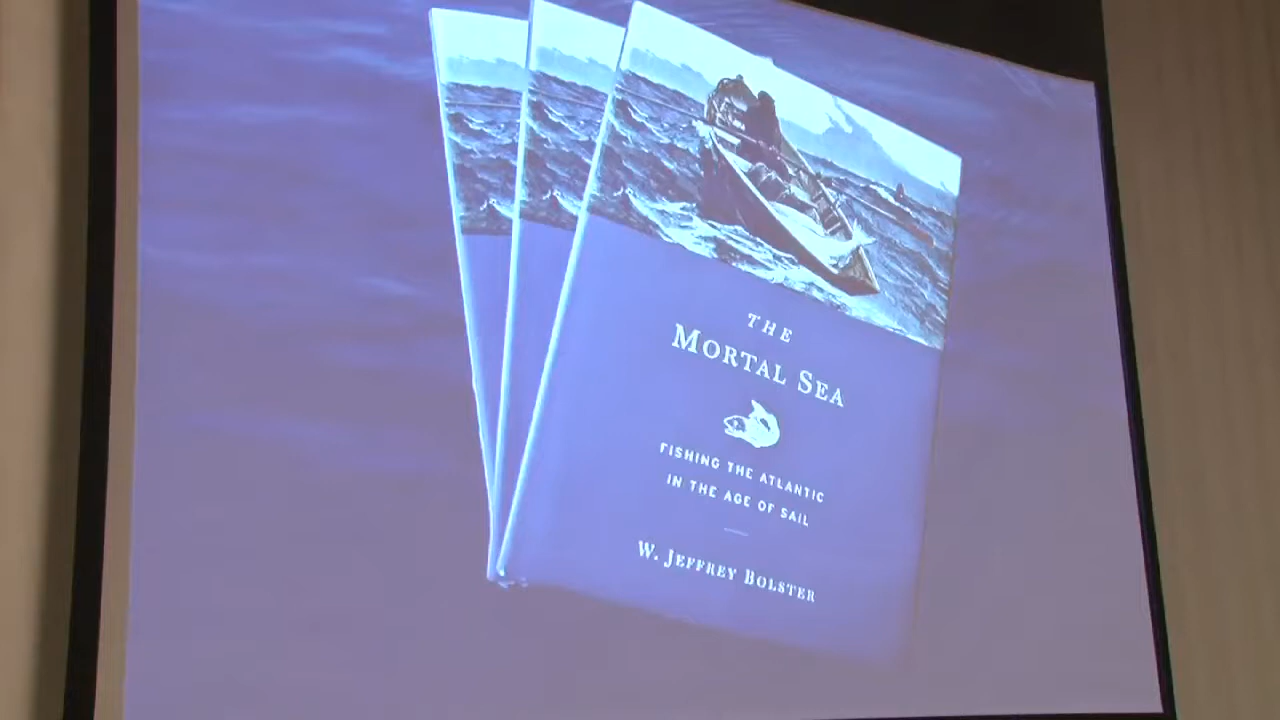 THE
MORTAL SEA
FISHING THE ATLANTIC
IN THE AGE OF SAIL
W. JEFFREY BOLSTER